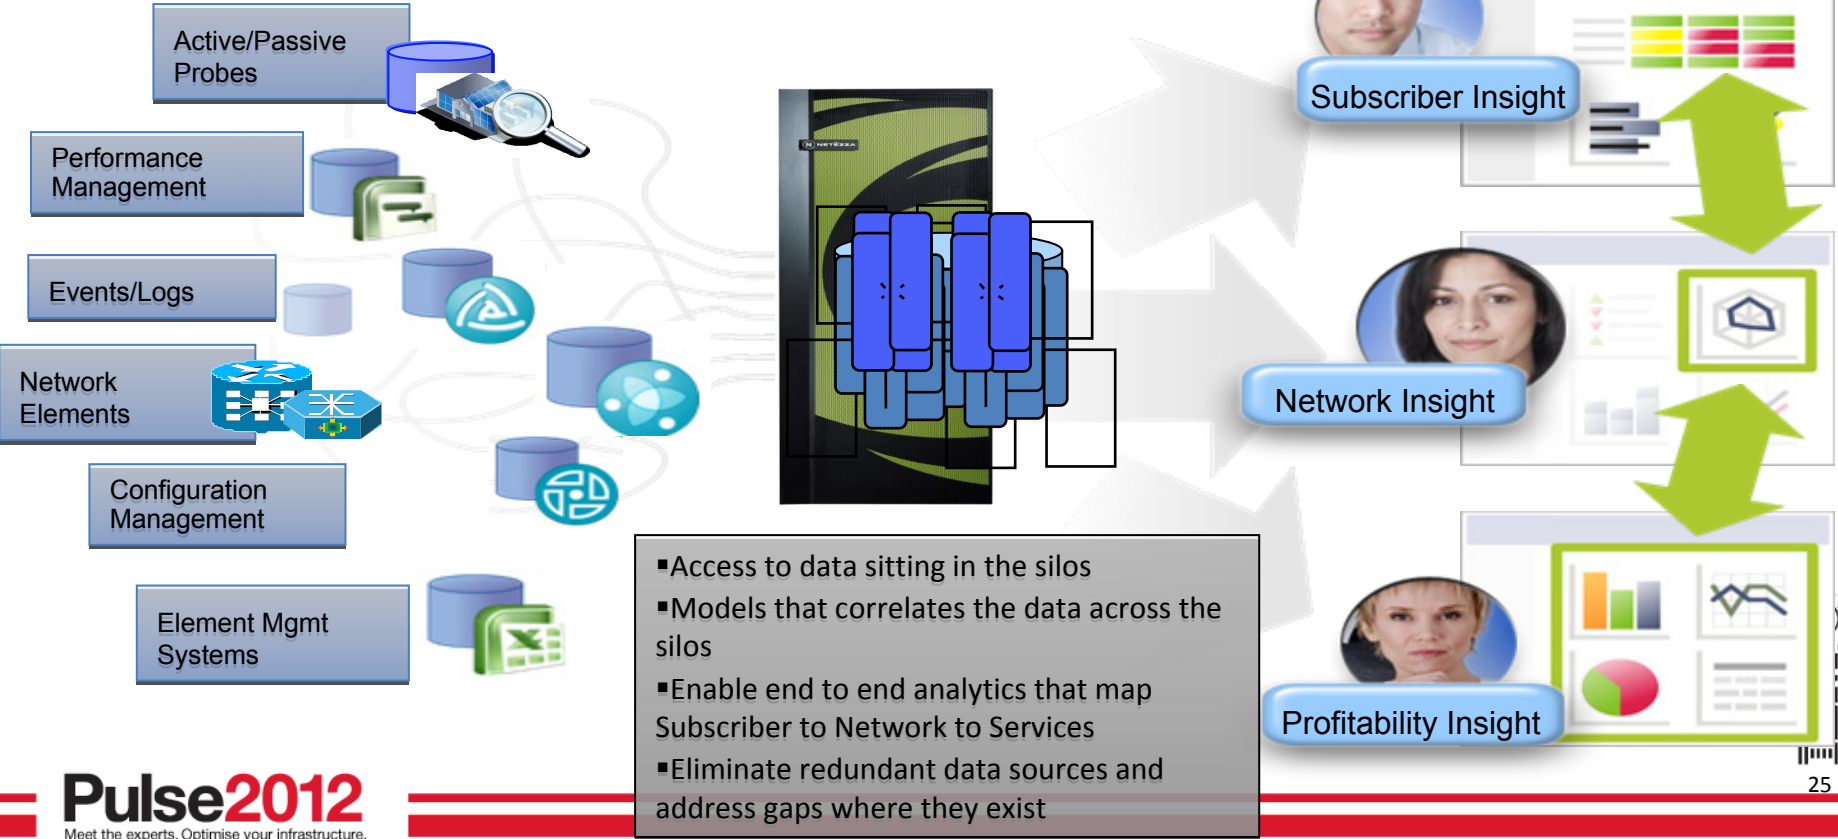 Active/Passive
Probes
Performance
Management
Events/Logs
Network
Elements
Configuration
Management
Element Mgmt
Systems
NETEZZA
▪Access to data sitting in the silos
▪Models that correlates the data across the
silos
▪Enable end to end analytics that map
Subscriber to Network to Services
▪Eliminate redundant data sources and
address gaps where they exist
Subscriber Insight
Network Insight
Profitability Insight
Pulse2012
Meet the experts. Optimise your infrastructure.
25